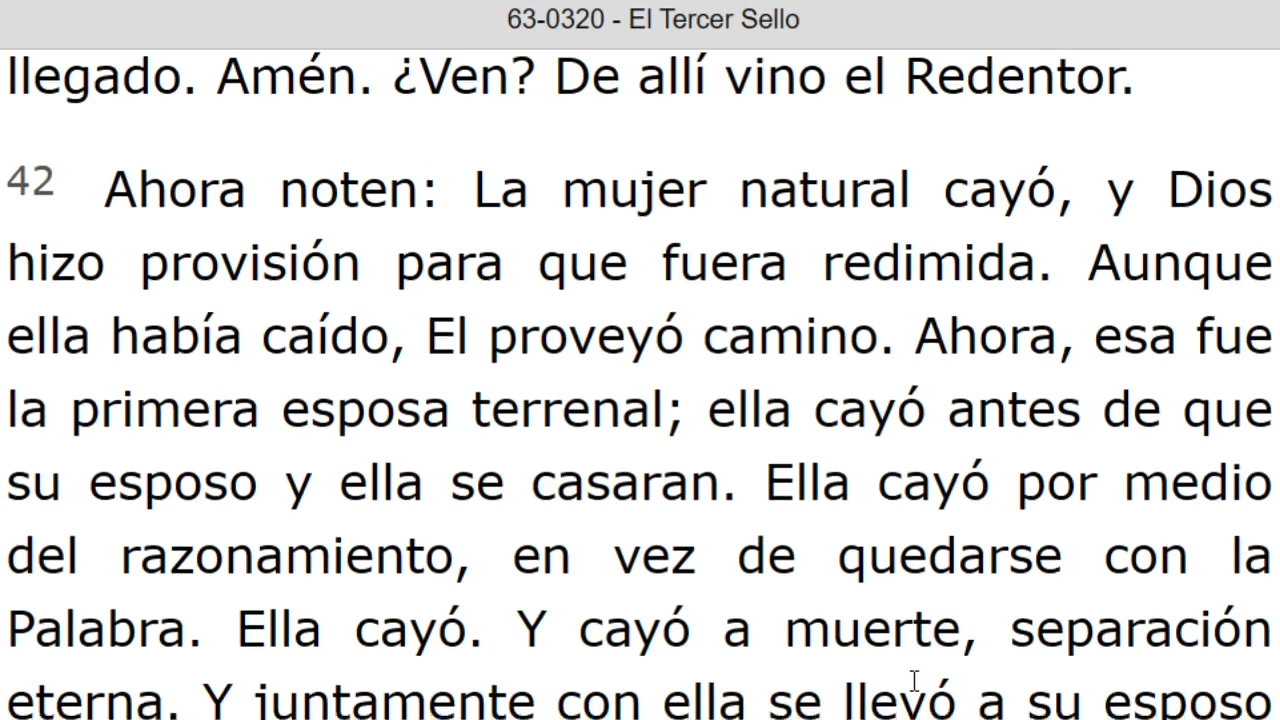 63-0320 - El Tercer Sello
llegado. Amén. ¿Ven? De allí vino el Redentor.
42 Ahora noten: La mujer natural cayó, y Dios
hizo provisión para que fuera redimida. Aunque
ella había caído, El proveyó camino. Ahora, esa fue
la primera esposa terrenal; ella cayó antes de que
su esposo y ella se casaran. Ella cayó por medio
del razonamiento, en vez de quedarse con la
Palabra. Ella cayó. Y cayó a muerte, separación
eterna. Y juntamente con ella se llevó a su esposo